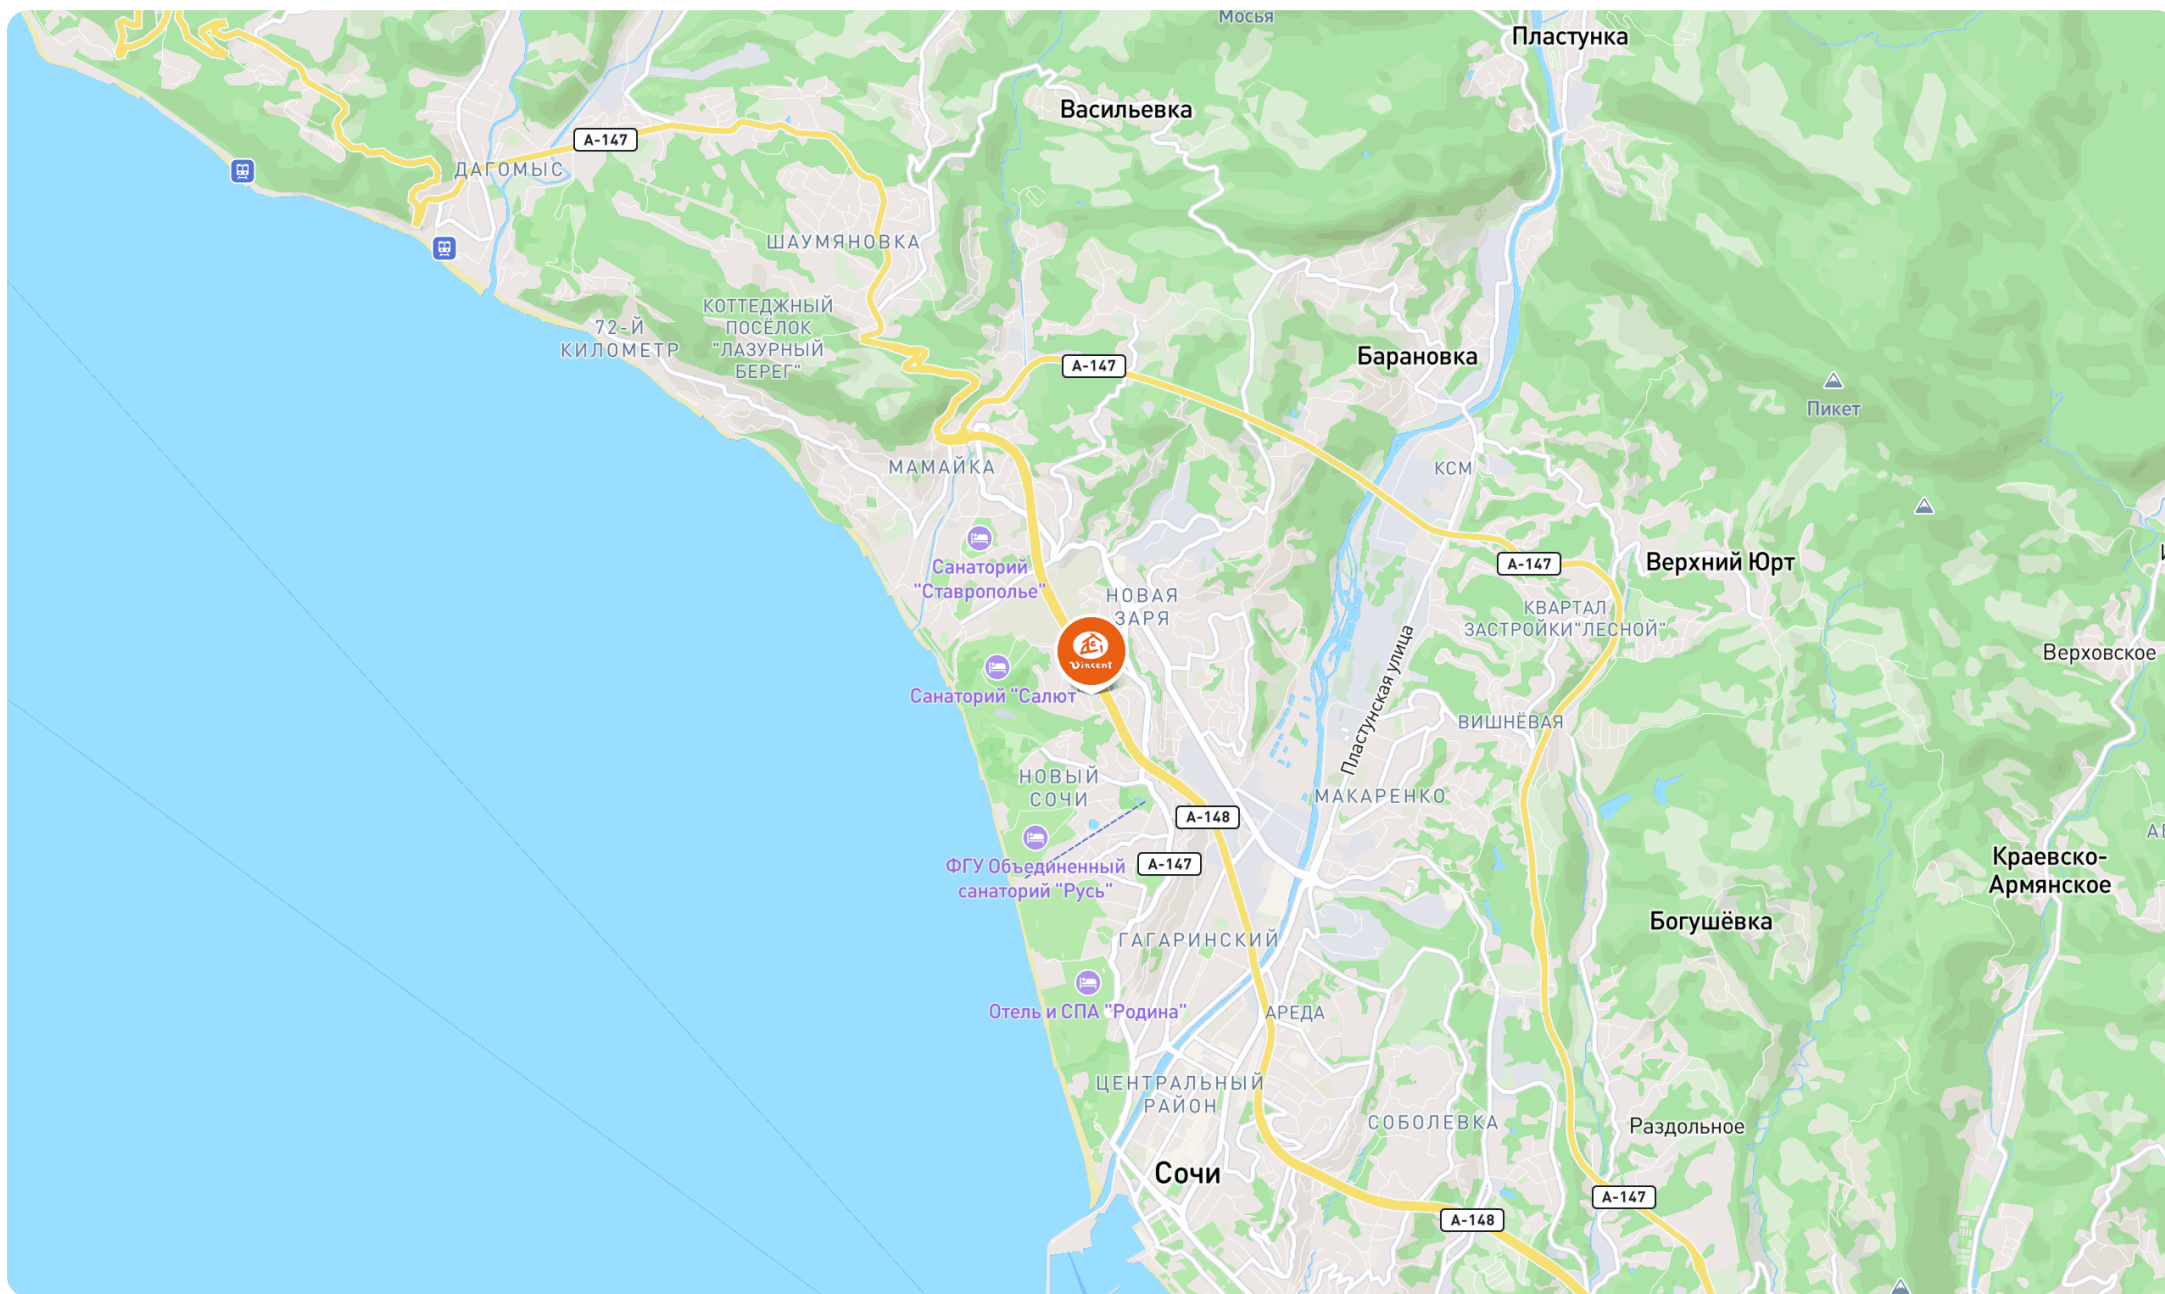 Мосья
Пластунка
Васильевка
А-147
ДАГОМЫС
ШАУМЯНОВКА
КОТТЕДЖНЫЙ
ПОСЁЛОК
"ЛАЗУРНЫЙ
БЕРЕГ"
72-Й
КИЛОМЕТР
А-147
Барановка
Пикет
МАМАЙКА
КСМ
Санаторий
"Ставрополье"
НОВАЯ
ЗАРЯ
А-147
Верхний Юрт
КВАРТАЛ
ЗАСТРОЙКИ"ЛЕСНОЙ"
Верховское
Vincent
Санаторий "Салют"
Пластунская улица
ВИШНЁВАЯ
НОВЫЙ
СОЧИ
МАКАРЕНКО
А-148
А-147
ФГУ Объединенный
санаторий "Русь"
Краевско-
Армянское
Богушёвка
ГАГАРИНСКИЙ
Отель и СПА "Родина"
АРЕДА
ЦЕНТРАЛЬНЫЙ
РАЙОН
СОБОЛЕВКА
Раздольное
Сочи
А-147
А-148